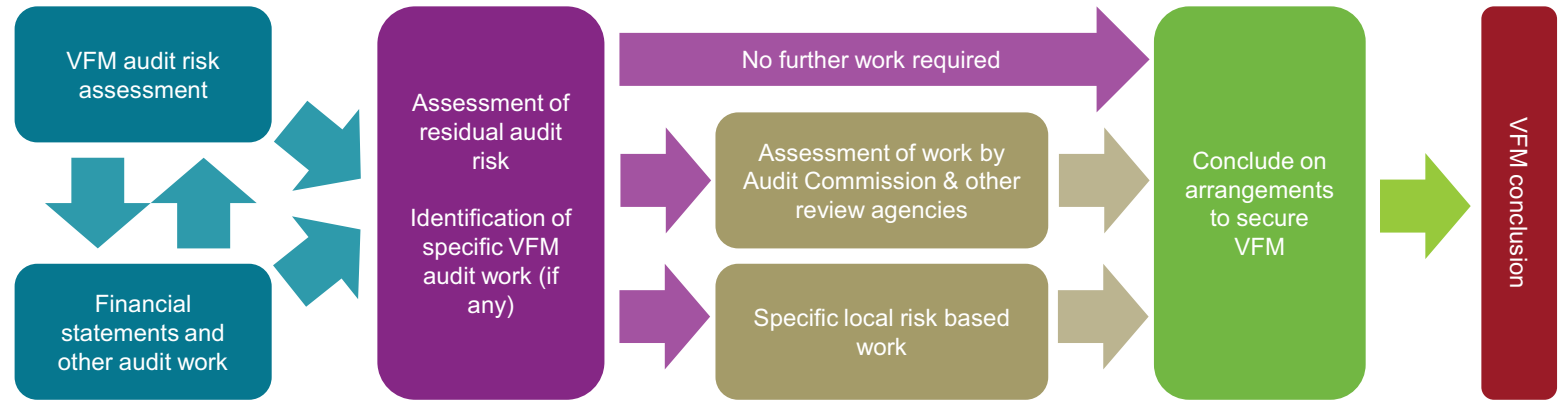 VFM audit risk
assessment
Financial
statements and
other audit work
Assessment of
residual audit
risk
Identification of
specific VFM
audit work (if
any)
No further work required
Assessment of work by
Audit Commission & other
review agencies
Specific local risk based
work
Conclude on
arrangements
to secure
VFM
VFM conclusion